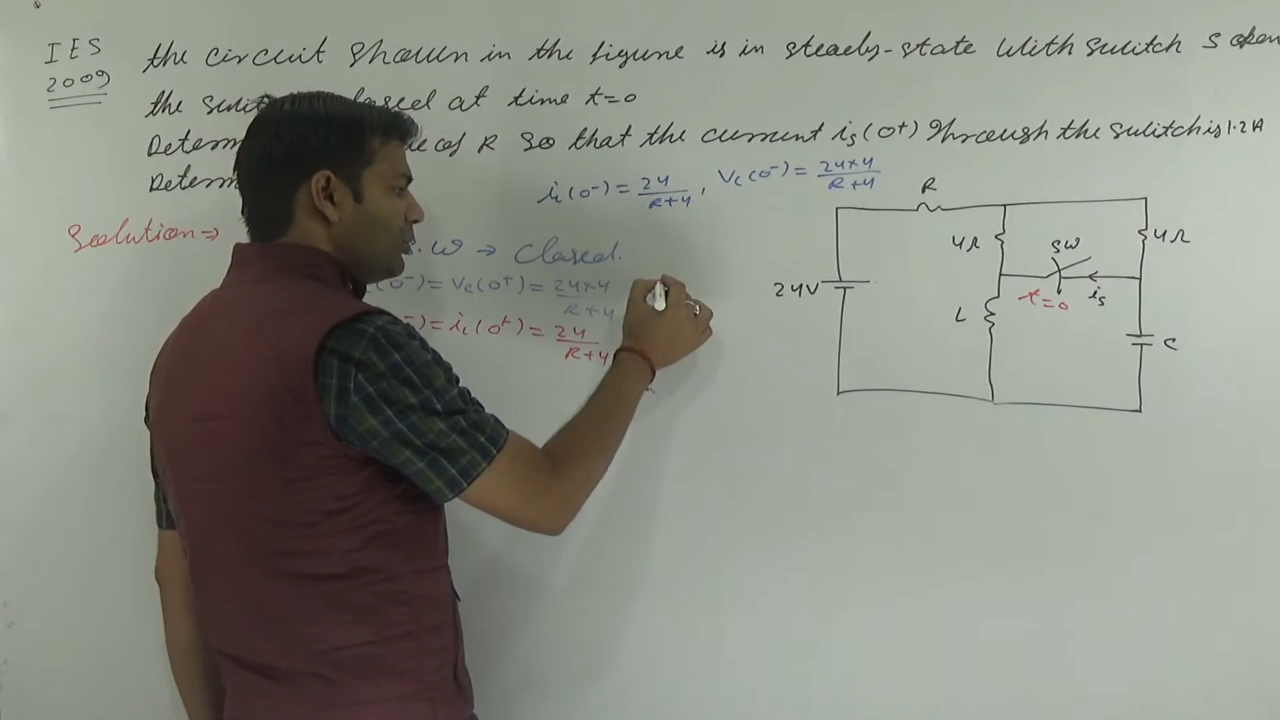 IES
2009
the circuit shown in the figure is in steady-state with switch S open
the closed at time t=0
of R so that the current is(0+) through the switch is 1.2A
iL(0-) = 24/R+4 , Vc(0-) = 24×4/R+4
Solution ⇒
S.W → Closed.
(0-) = Vc(0+) = 24×4/R+4
-) = iL(0+) = 24/R+4
R
4Ω
SW
4Ω
24V
t=0
is
L
C